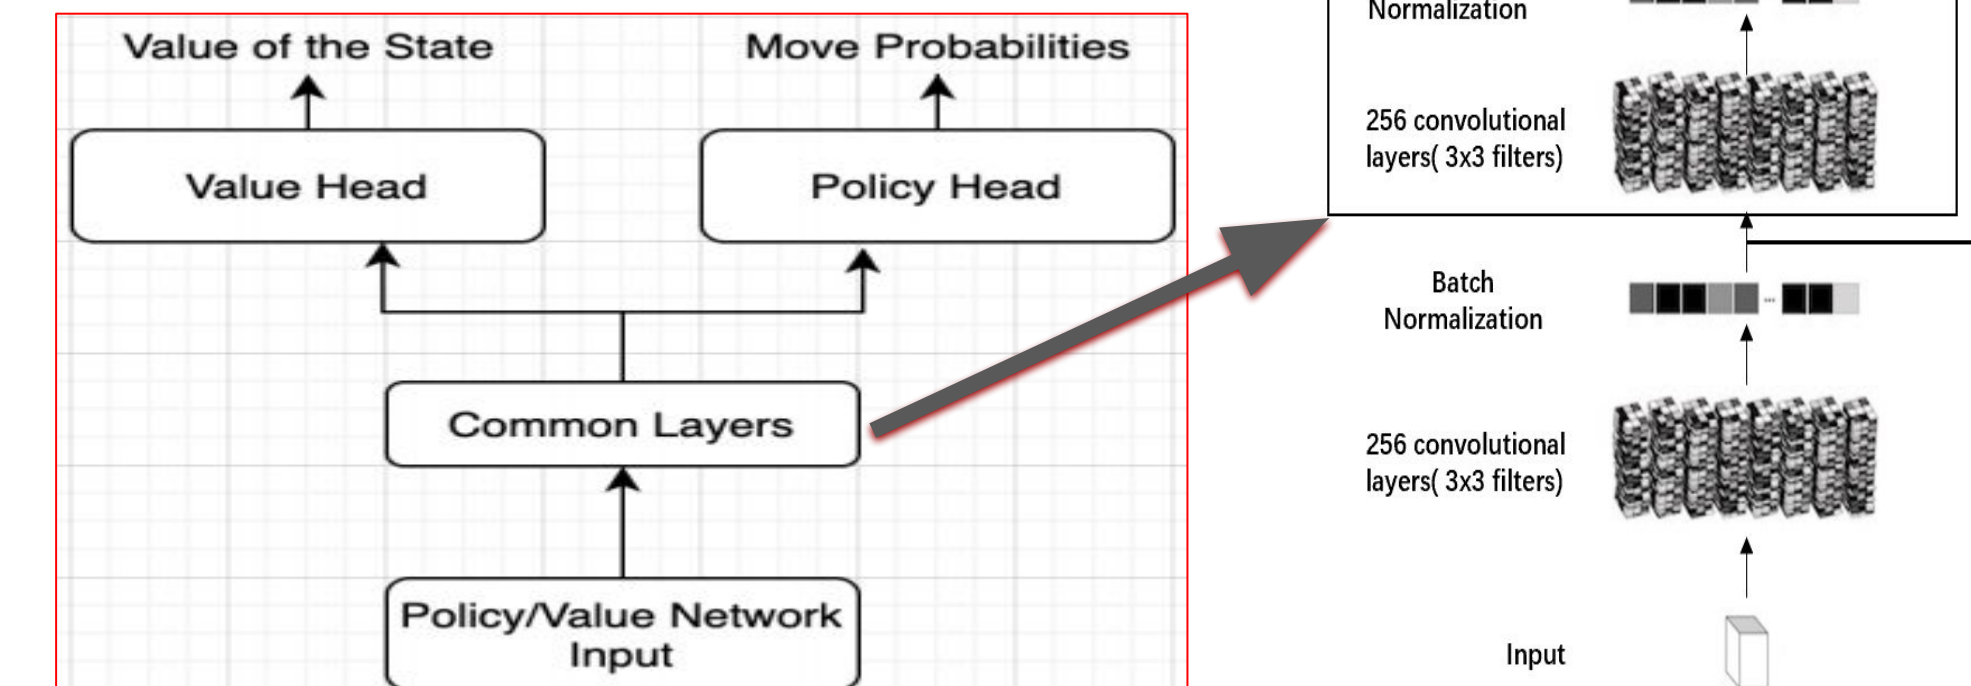 Value of the State
Move Probabilities
Value Head
Policy Head
Common Layers
Policy/Value Network
Input
Normalization
256 convolutional
layers( 3x3 filters)
Batch
Normalization
...
256 convolutional
layers( 3x3 filters)
Input